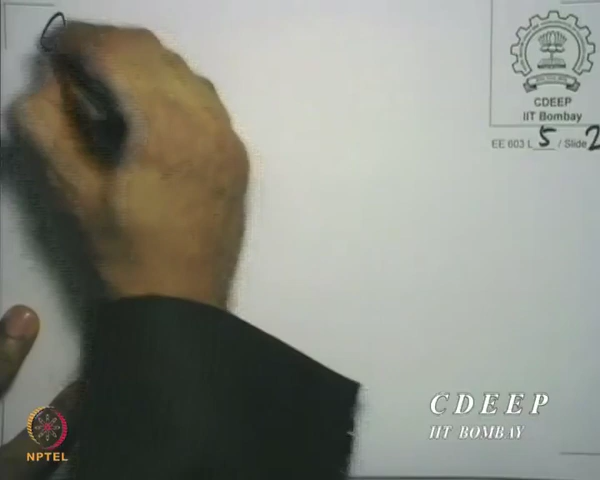 CDEEP
IIT Bombay
EE 603 L 5 / Slide 2
CDEEP
IIT BOMBAY
NPTEL